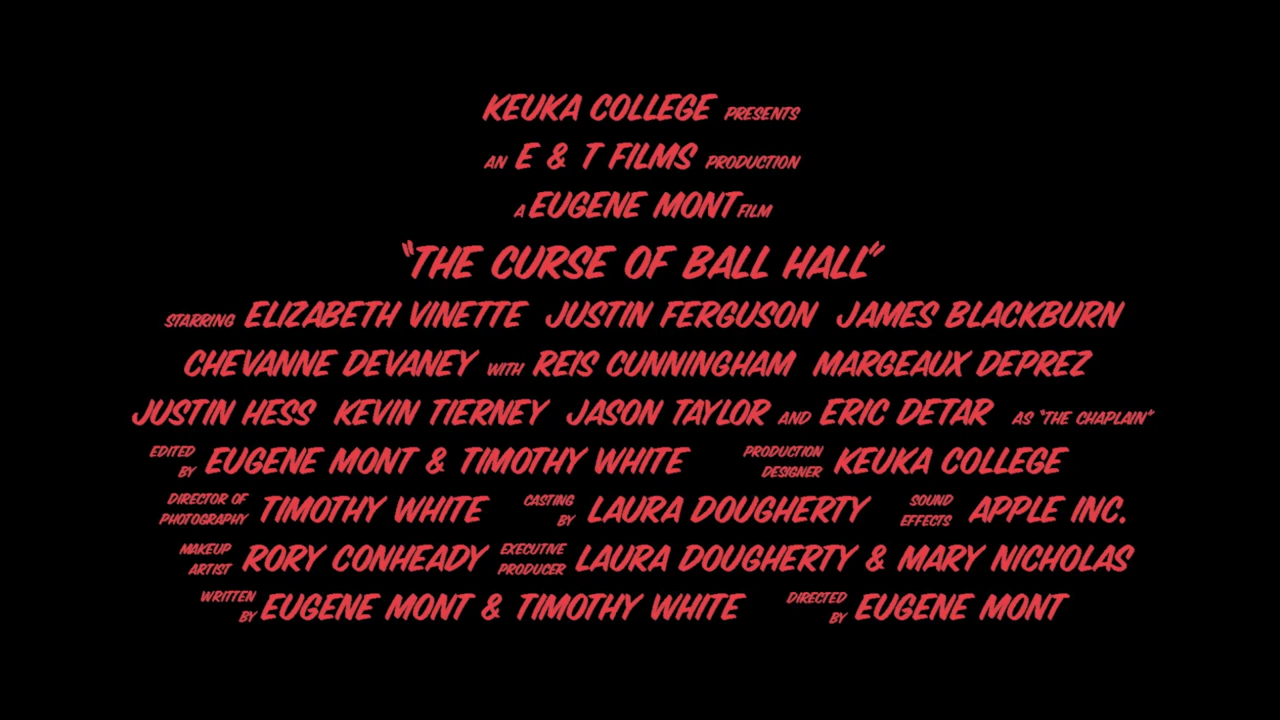 KEUKA COLLEGE PRESENTS
AN E & T FILMS PRODUCTION
A EUGENE MONT FILM
"THE CURSE OF BALL HALL"
STARRING ELIZABETH VINETTE JUSTIN FERGUSON JAMES BLACKBURN
CHEVANNE DEVANEY WITH REIS CUNNINGHAM MARGEAUX DEPREZ
JUSTIN HESS KEVIN TIERNEY JASON TAYLOR AND ERIC DETAR AS "THE CHAPLAIN"
EDITED BY EUGENE MONT & TIMOTHY WHITE PRODUCTION DESIGNER KEUKA COLLEGE
DIRECTOR OF PHOTOGRAPHY TIMOTHY WHITE CASTING BY LAURA DOUGHERTY SOUND EFFECTS APPLE INC.
MAKEUP ARTIST RORY CONHEADY EXECUTIVE PRODUCER LAURA DOUGHERTY & MARY NICHOLAS
WRITTEN BY EUGENE MONT & TIMOTHY WHITE DIRECTED BY EUGENE MONT